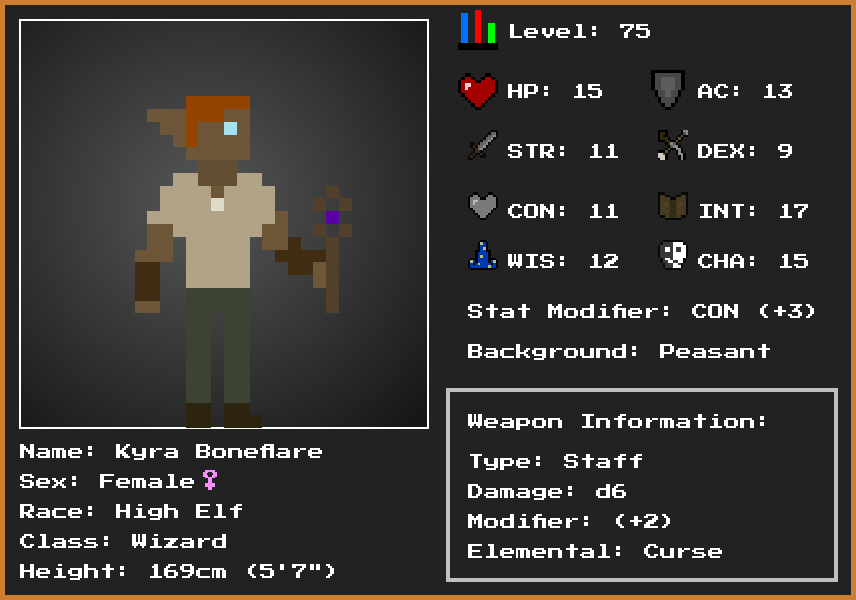 Level: 75
HP: 15 AC: 13
STR: 11 DEX: 9
CON: 11 INT: 17
WIS: 12 CHA: 15
Stat Modifier: CON (+3)
Background: Peasant
Weapon Information:
Type: Staff
Damage: d6
Modifier: (+2)
Elemental: Curse
Name: Kyra Boneflare
Sex: Female♀
Race: High Elf
Class: Wizard
Height: 169cm (5'7")